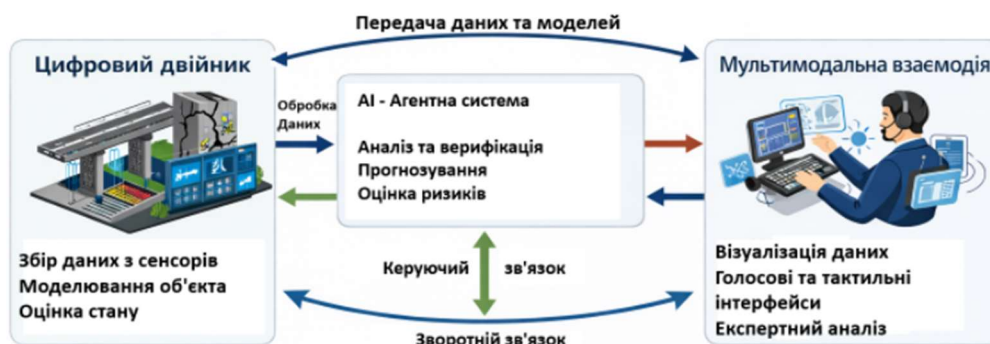 Передача даних та моделей
Цифровий двійник
Обробка
Даних
АІ - Агентна система
Аналіз та верифікація
Прогнозування
Оцінка ризиків
Мультимодальна взаємодія
Збір даних з сенсорів
Моделювання об'єкта
Оцінка стану
Керуючий зв'язок
Візуалізація даних
Голосові та тактильні
інтерфейси
Експертний аналіз
Зворотній зв'язок